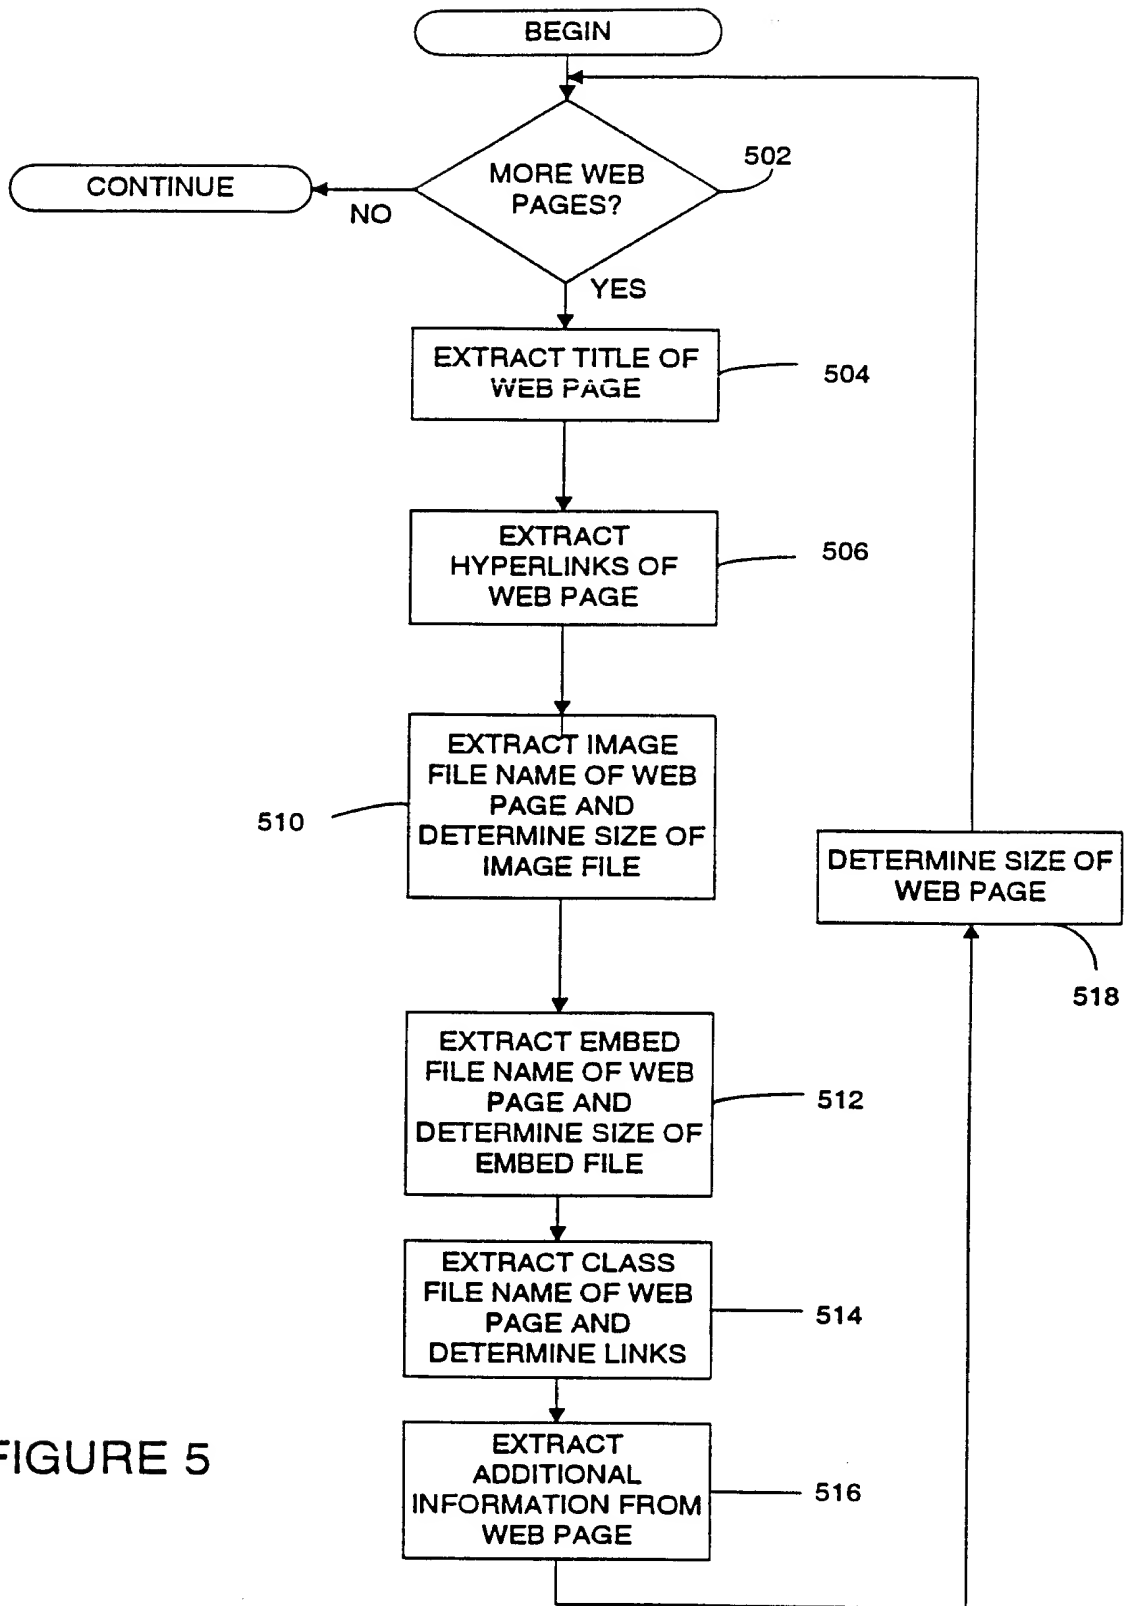 BEGIN
MORE WEB
PAGES?
502
CONTINUE
NO
YES
EXTRACT TITLE OF
WEB PAGE
504
EXTRACT
HYPERLINKS OF
WEB PAGE
506
EXTRACT IMAGE
FILE NAME OF WEB
PAGE AND
DETERMINE SIZE OF
IMAGE FILE
510
DETERMINE SIZE OF
WEB PAGE
518
EXTRACT EMBED
FILE NAME OF WEB
PAGE AND
DETERMINE SIZE OF
EMBED FILE
512
EXTRACT CLASS
FILE NAME OF WEB
PAGE AND
DETERMINE LINKS
514
EXTRACT
ADDITIONAL
INFORMATION FROM
WEB PAGE
516
FIGURE 5